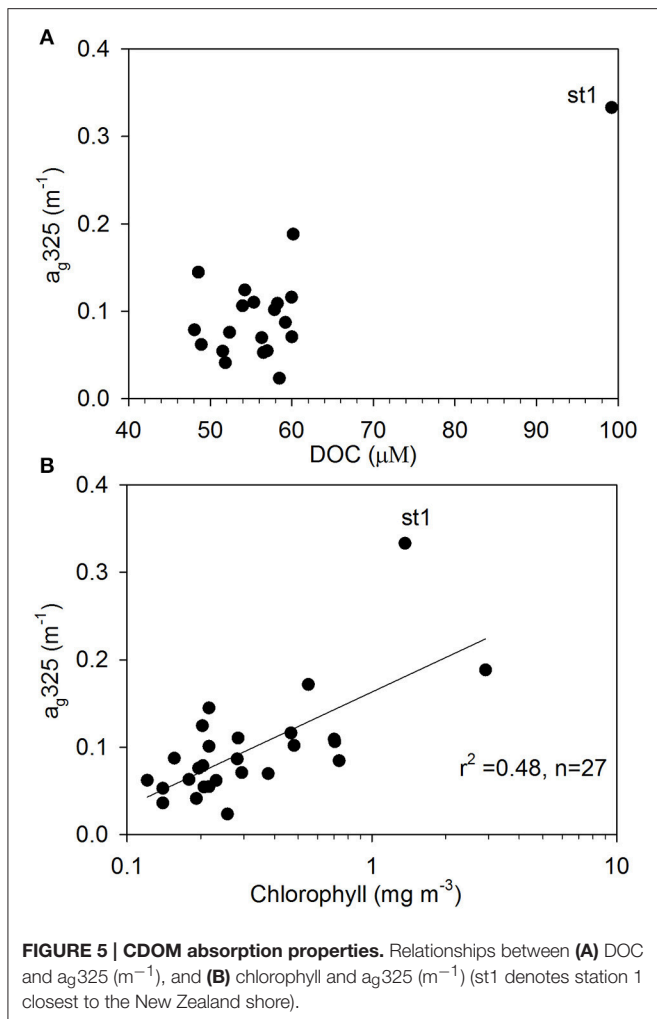 A
0.4
0.3
0.2
0.1
0.0
a_g325 (m⁻¹)
st1
40 50 60 70 80 90 100
DOC (µM)
B
0.4
0.3
0.2
0.1
0.0
a_g325 (m⁻¹)
st1
r² =0.48, n=27
0.1 1 10
Chlorophyll (mg m⁻³)
FIGURE 5 | CDOM absorption properties. Relationships between (A) DOC
and a_g325 (m⁻¹), and (B) chlorophyll and a_g325 (m⁻¹) (st1 denotes station 1
closest to the New Zealand shore).